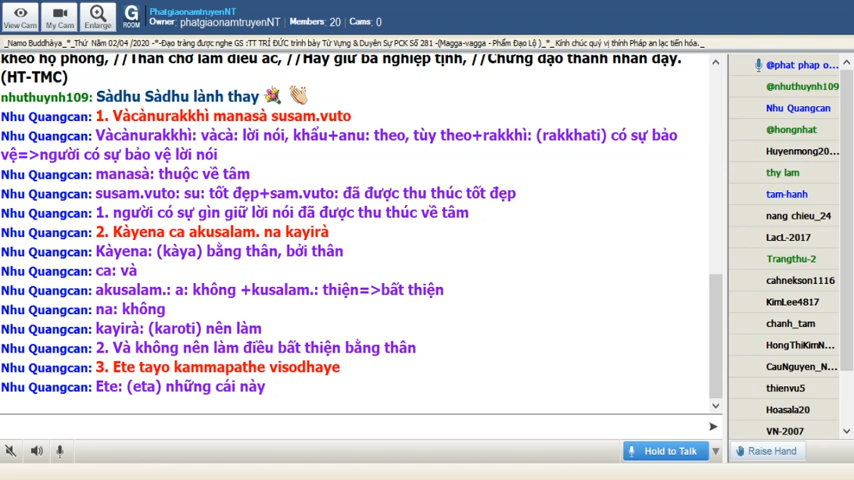 PhatgiaonamtruyenNT
Owner: phatgiaonamtruyenNT Members: 20 Cams: 0
View Cam My Cam Enlarge G ROOM
_Namo Buddhàya_*_Thứ Năm 02/04 /2020 -*-Đạo tràng được nghe GS :TT TRÍ ĐỨC trình bày Từ Vựng & Duyên Sự PCK Số 281 -(Magga-vagga - Phẩm Đạo Lộ )_*_ Kính chúc quý vị thính Pháp an lạc tiến hóa._
khéo hộ phòng, //Thân chớ làm điều ác, //Hãy giữ ba nghiệp tịnh, //Chứng đạo thánh nhân dạy.
(HT-TMC)
nhuthuynh109: Sàdhu Sàdhu lành thay
Nhu Quangcan: 1. Vàcànurakkhì manasà susam.vuto
Nhu Quangcan: Vàcànurakkhì: vàcà: lời nói, khẩu+anu: theo, tùy theo+rakkhì: (rakkhati) có sự bảo
vệ=>người có sự bảo vệ lời nói
Nhu Quangcan: manasà: thuộc về tâm
Nhu Quangcan: susam.vuto: su: tốt đẹp+sam.vuto: đã được thu thúc tốt đẹp
Nhu Quangcan: 1. người có sự gìn giữ lời nói đã được thu thúc về tâm
Nhu Quangcan: 2. Kàyena ca akusalam. na kayirà
Nhu Quangcan: Kàyena: (kàya) bằng thân, bởi thân
Nhu Quangcan: ca: và
Nhu Quangcan: akusalam.: a: không +kusalam.: thiện=>bất thiện
Nhu Quangcan: na: không
Nhu Quangcan: kayirà: (karoti) nên làm
Nhu Quangcan: 2. Và không nên làm điều bất thiện bằng thân
Nhu Quangcan: 3. Ete tayo kammapathe visodhaye
Nhu Quangcan: Ete: (eta) những cái này
@phat phap o...
@nhuthuynh109
Nhu Quangcan
@hongnhat
Huyenmong20...
thy lam
tam-hanh
nang chieu_24
LacL-2017
Trangthu-2
cahnekson1116
KimLee4817
chanh_tam
HongThiKimN...
CauNguyen_N...
thienvu5
Hoasala20
VN-2007
Hold to Talk
Raise Hand